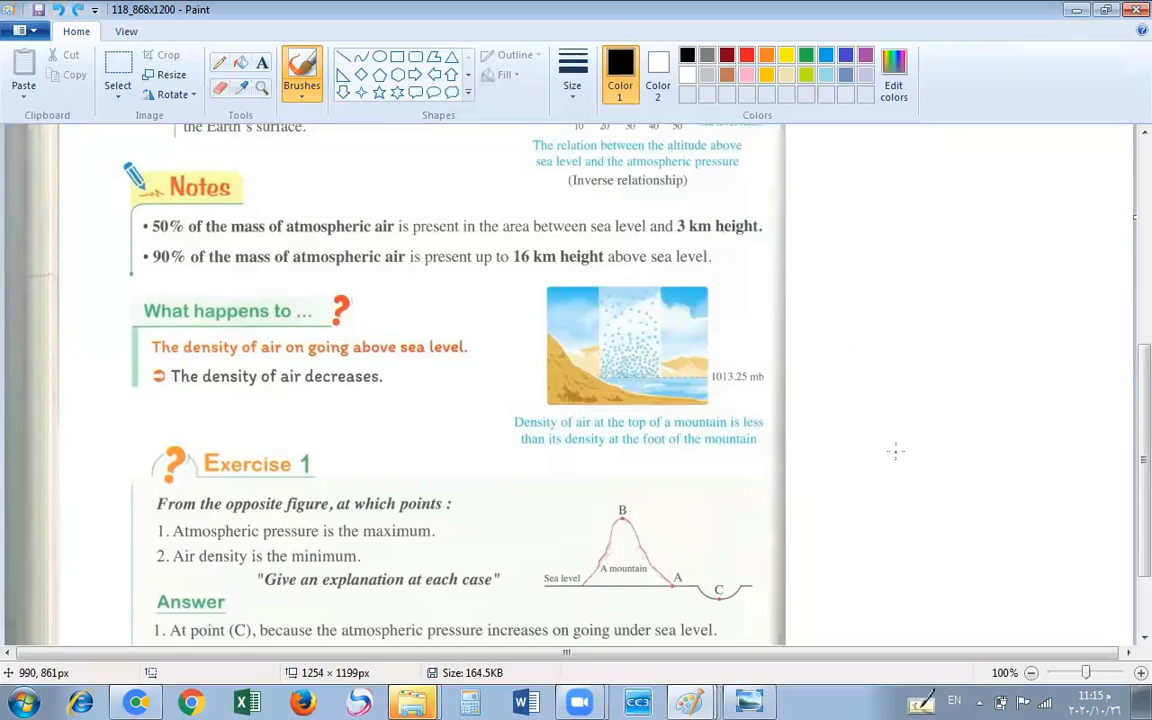 118_868x1200 - Paint
Home
View
Cut
Copy
Paste
Clipboard
Crop
Resize
Rotate
Select
Image
Tools
Brushes
Shapes
Outline
Fill
Size
Color 1
Color 2
Edit colors
Colors
the Earth's surface.
10 20 30 40 50
The relation between the altitude above
sea level and the atmospheric pressure
(Inverse relationship)
Notes
• 50% of the mass of atmospheric air is present in the area between sea level and 3 km height.
• 90% of the mass of atmospheric air is present up to 16 km height above sea level.
What happens to ... ?
The density of air on going above sea level.
The density of air decreases.
1013.25 mb
Density of air at the top of a mountain is less
than its density at the foot of the mountain
? Exercise 1
From the opposite figure, at which points :
1. Atmospheric pressure is the maximum.
2. Air density is the minimum.
"Give an explanation at each case"
B
A mountain
Sea level
A
C
Answer
1. At point (C), because the atmospheric pressure increases on going under sea level.
990, 861px
1254 × 1199px
Size: 164.5KB
100%
CC3
EN
11:15 م
٢٠٢٠/١٠/٢٦